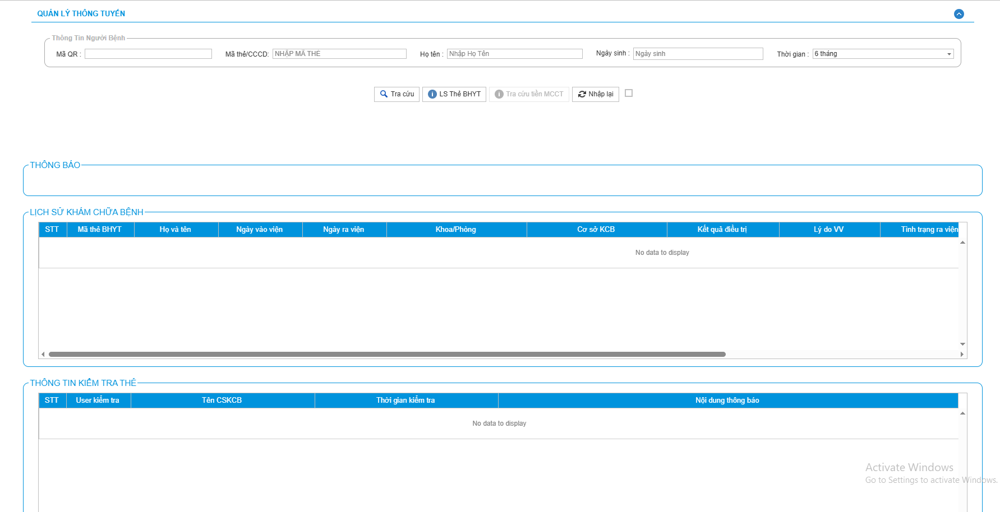 QUẢN LÝ THÔNG TUYẾN
Thông Tin Người Bệnh
Mã QR :
Mã thẻ/CCCD: NHẬP MÃ THẺ
Họ tên : Nhập Họ Tên
Ngày sinh : Ngày sinh
Thời gian : 6 tháng
Tra cứu
LS Thẻ BHYT
Tra cứu tiền MCCT
Nhập lại
THÔNG BÁO
LỊCH SỬ KHÁM CHỮA BỆNH
STT Mã thẻ BHYT Họ và tên Ngày vào viện Ngày ra viện Khoa/Phòng Cơ sở KCB Kết quả điều trị Lý do VV Tình trạng ra viện
No data to display
THÔNG TIN KIỂM TRA THẺ
STT User kiểm tra Tên CSKCB Thời gian kiểm tra Nội dung thông báo
No data to display
Activate Windows
Go to Settings to activate Windows.